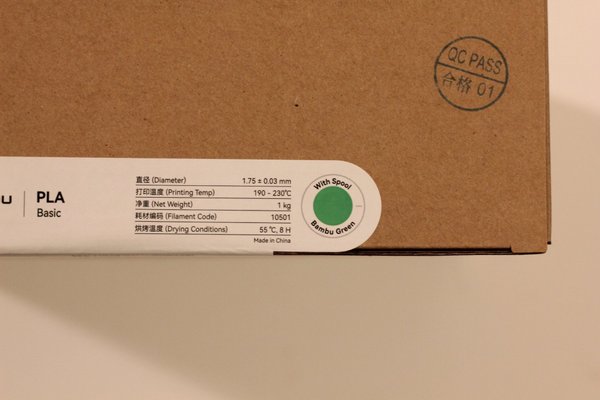 QC PASS
合格 01
PLA
Basic
直径 (Diameter) 1.75 ± 0.03 mm
打印温度 (Printing Temp) 190 - 230℃
净重 (Net Weight) 1 kg
耗材编码 (Filament Code) 10501
烘烤温度 (Drying Conditions) 55 ℃, 8 H
Made in China
With Spool
Bambu Green